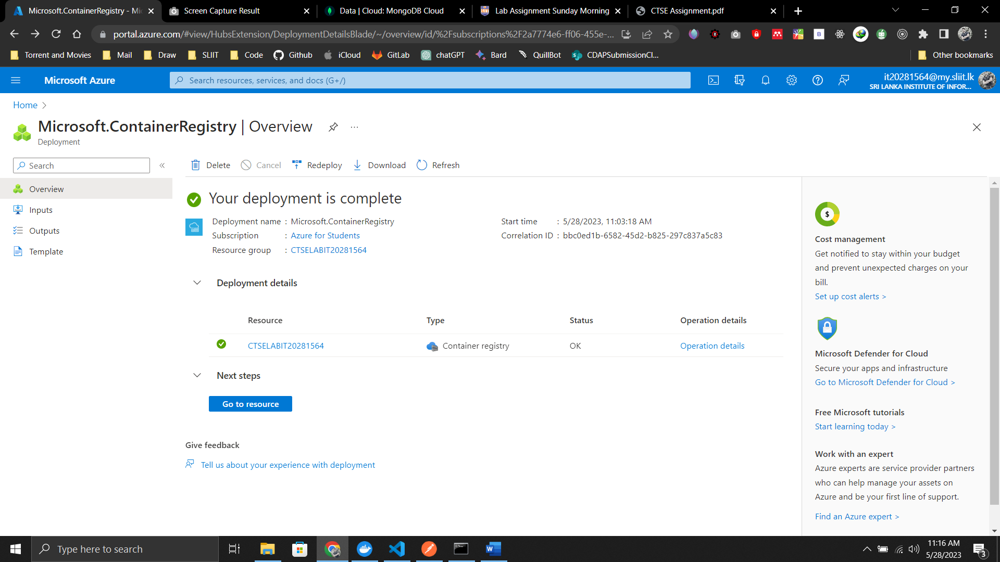 Microsoft.ContainerRegistry - Mi
Screen Capture Result
Data | Cloud: MongoDB Cloud
Lab Assignment Sunday Morning
CTSE Assignment.pdf
portal.azure.com/#view/HubsExtension/DeploymentDetailsBlade/~/overview/id/%2Fsubscriptions%2F2a7774e6-ff06-455e-...
Torrent and Movies
Mail
Draw
SLIIT
Code
Github
iCloud
GitLab
chatGPT
Bard
QuillBot
CDAPSubmissionCl...
Other bookmarks
Microsoft Azure
Search resources, services, and docs (G+/)
it20281564@my.sliit.lk
SRI LANKA INSTITUTE OF INFOR...
Home
Microsoft.ContainerRegistry | Overview
...
Deployment
Search
Delete
Cancel
Redeploy
Download
Refresh
Overview
Inputs
Outputs
Template
Your deployment is complete
Deployment name : Microsoft.ContainerRegistry
Subscription : Azure for Students
Resource group : CTSELABIT20281564
Start time : 5/28/2023, 11:03:18 AM
Correlation ID : bbc0ed1b-6582-45d2-b825-297c837a5c83
Deployment details
Resource Type Status Operation details
CTSELABIT20281564 Container registry OK Operation details
Next steps
Go to resource
Give feedback
Tell us about your experience with deployment
$
Cost management
Get notified to stay within your budget
and prevent unexpected charges on your
bill.
Set up cost alerts >
Microsoft Defender for Cloud
Secure your apps and infrastructure
Go to Microsoft Defender for Cloud >
Free Microsoft tutorials
Start learning today >
Work with an expert
Azure experts are service provider partners
who can help manage your assets on
Azure and be your first line of support.
Find an Azure expert >
Type here to search
11:16 AM
5/28/2023
3